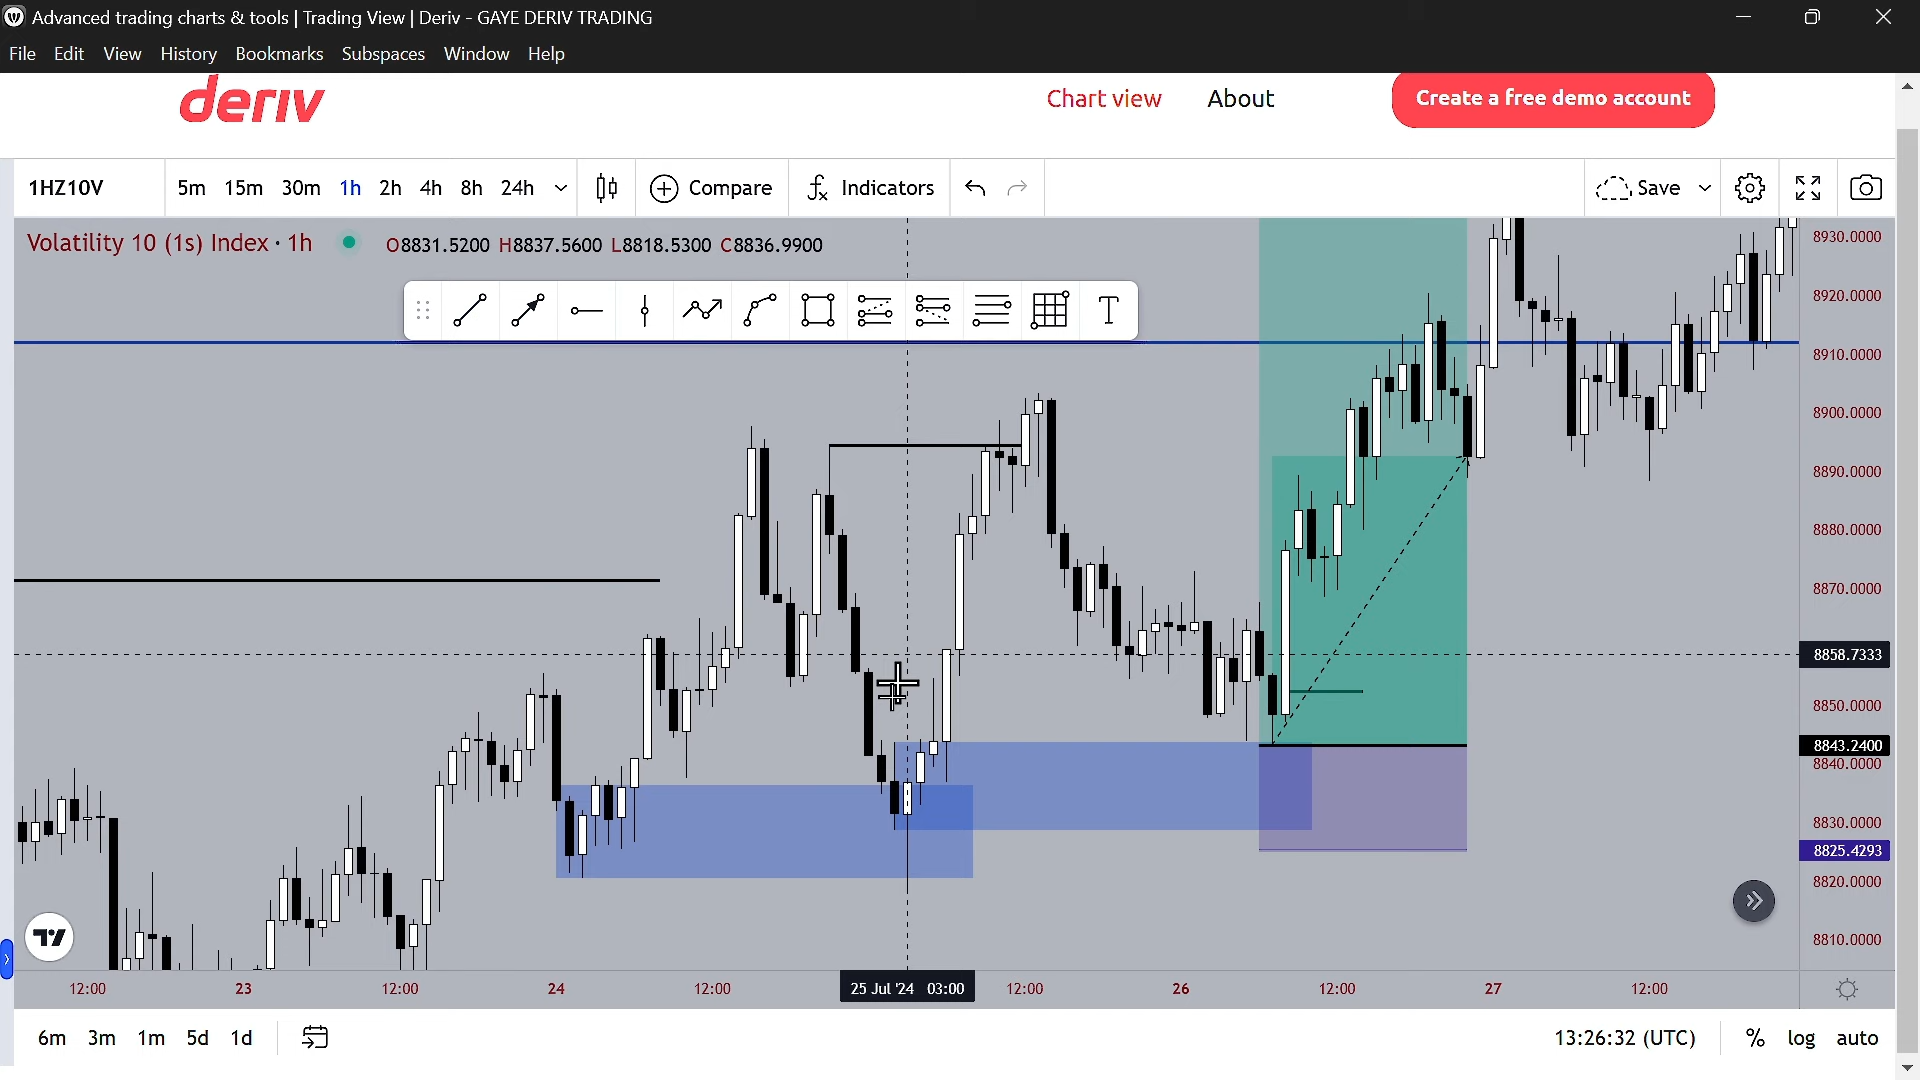 Advanced trading charts & tools | Trading View | Deriv - GAYE DERIV TRADING
File Edit View History Bookmarks Subspaces Window Help
deriv
Chart view About Create a free demo account
1HZ10V 5m 15m 30m 1h 2h 4h 8h 24h Compare Indicators Save
Volatility 10 (1s) Index · 1h O8831.5200 H8837.5600 L8818.5300 C8836.9900
T
8930.0000
8920.0000
8910.0000
8900.0000
8890.0000
8880.0000
8870.0000
8858.7333
8850.0000
8843.2400
8840.0000
8830.0000
8825.4293
8820.0000
8810.0000
12:00 23 12:00 24 12:00 25 Jul '24 03:00 12:00 26 12:00 27 12:00
6m 3m 1m 5d 1d 13:26:32 (UTC) % log auto